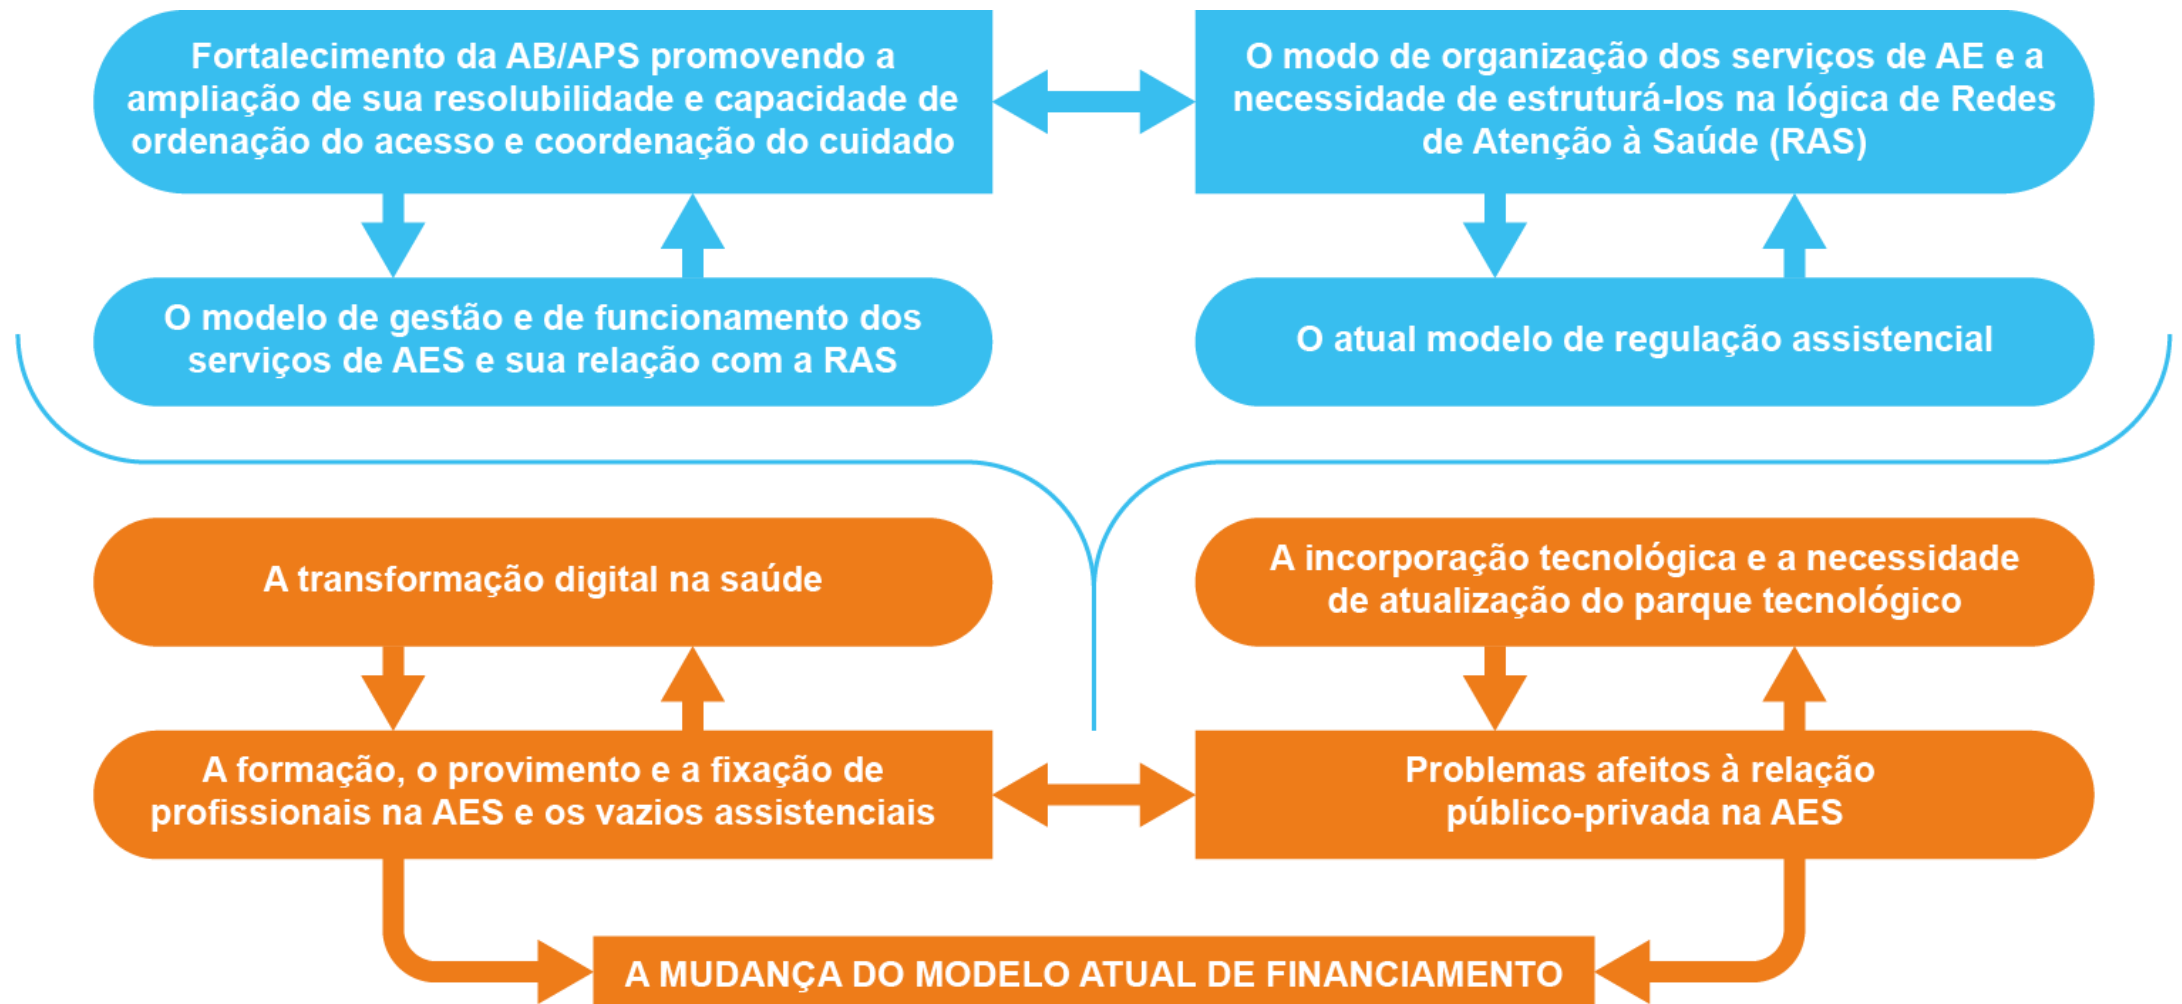 Fortalecimento da AB/APS promovendo a
ampliação de sua resolubilidade e capacidade de
ordenação do acesso e coordenação do cuidado
O modo de organização dos serviços de AE e a
necessidade de estruturá-los na lógica de Redes
de Atenção à Saúde (RAS)
O modelo de gestão e de funcionamento dos
serviços de AES e sua relação com a RAS
O atual modelo de regulação assistencial
A transformação digital na saúde
A incorporação tecnológica e a necessidade
de atualização do parque tecnológico
A formação, o provimento e a fixação de
profissionais na AES e os vazios assistenciais
Problemas afeitos à relação
público-privada na AES
A MUDANÇA DO MODELO ATUAL DE FINANCIAMENTO